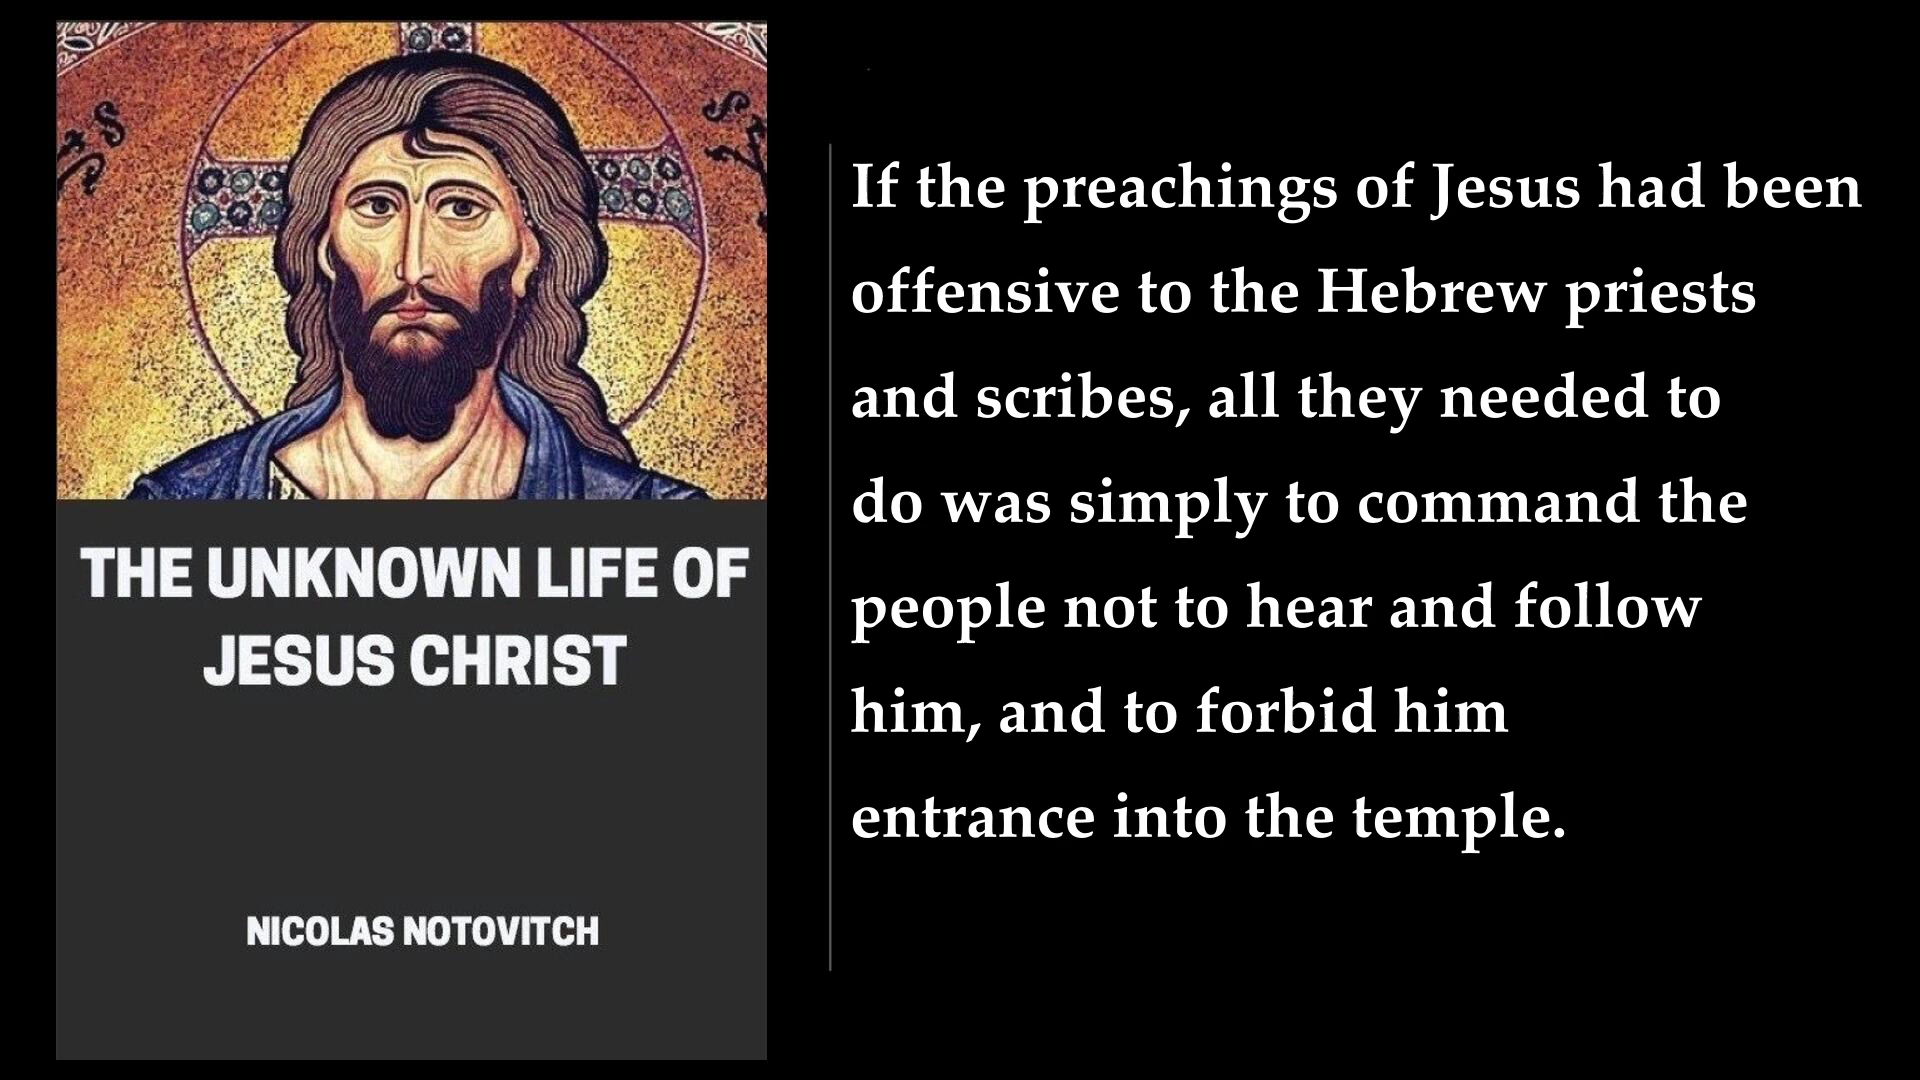 THE UNKNOWN LIFE OF
JESUS CHRIST
NICOLAS NOTOVITCH
If the preachings of Jesus had been
offensive to the Hebrew priests
and scribes, all they needed to
do was simply to command the
people not to hear and follow
him, and to forbid him
entrance into the temple.